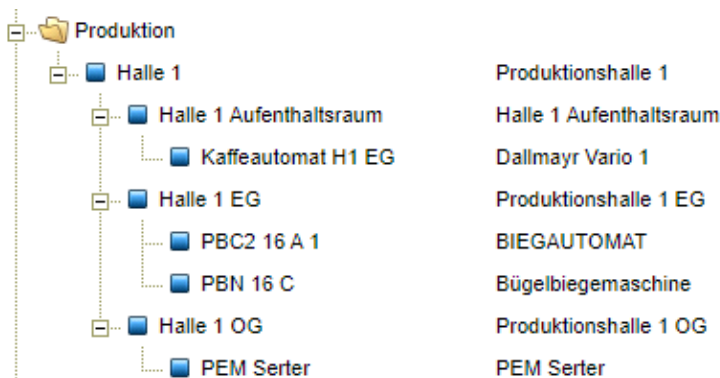 Produktion
Halle 1 Produktionshalle 1
Halle 1 Aufenthaltsraum Halle 1 Aufenthaltsraum
Kaffeautomat H1 EG Dallmayr Vario 1
Halle 1 EG Produktionshalle 1 EG
PBC2 16 A 1 BIEGAUTOMAT
PBN 16 C Bügelbiegemaschine
Halle 1 OG Produktionshalle 1 OG
PEM Serter PEM Serter